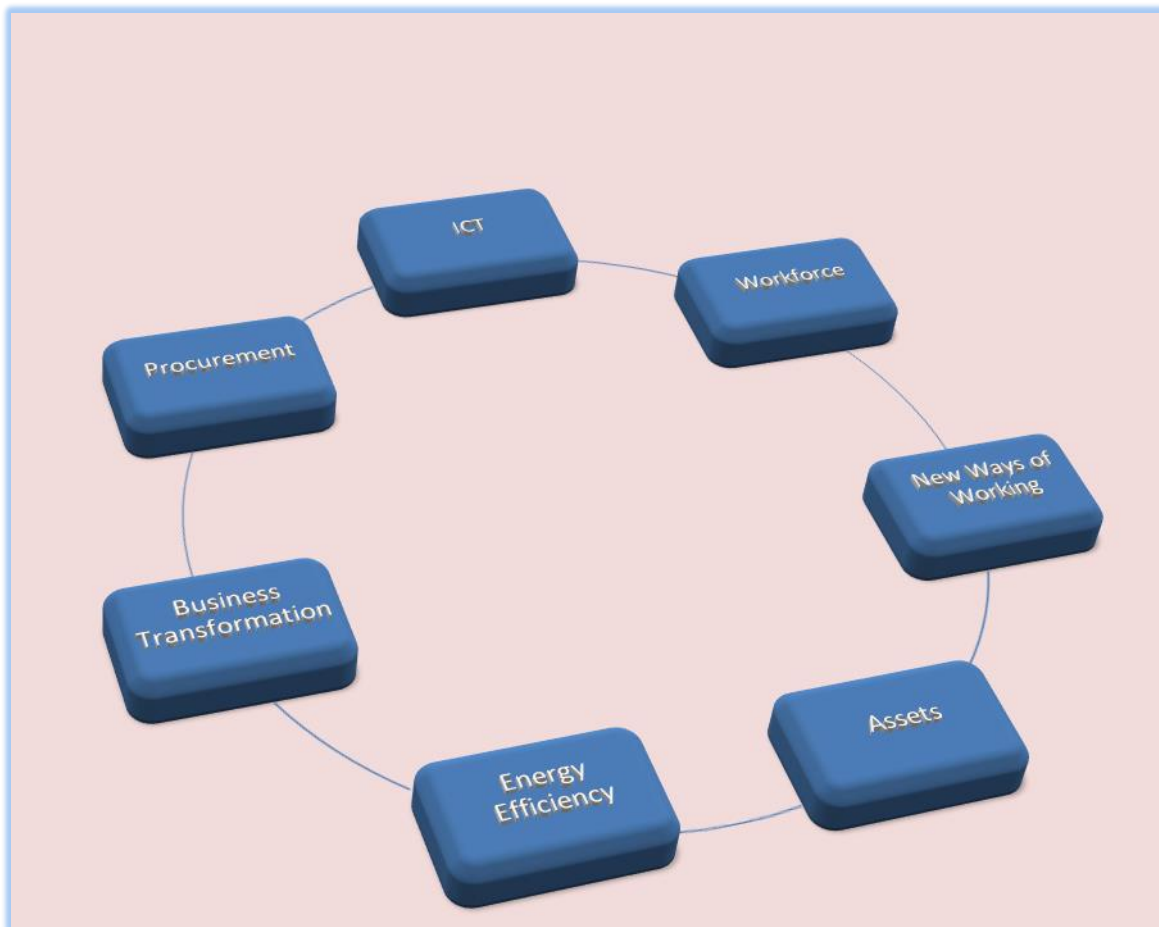 ICT
Workforce
New Ways of
Working
Assets
Energy
Efficiency
Business
Transformation
Procurement